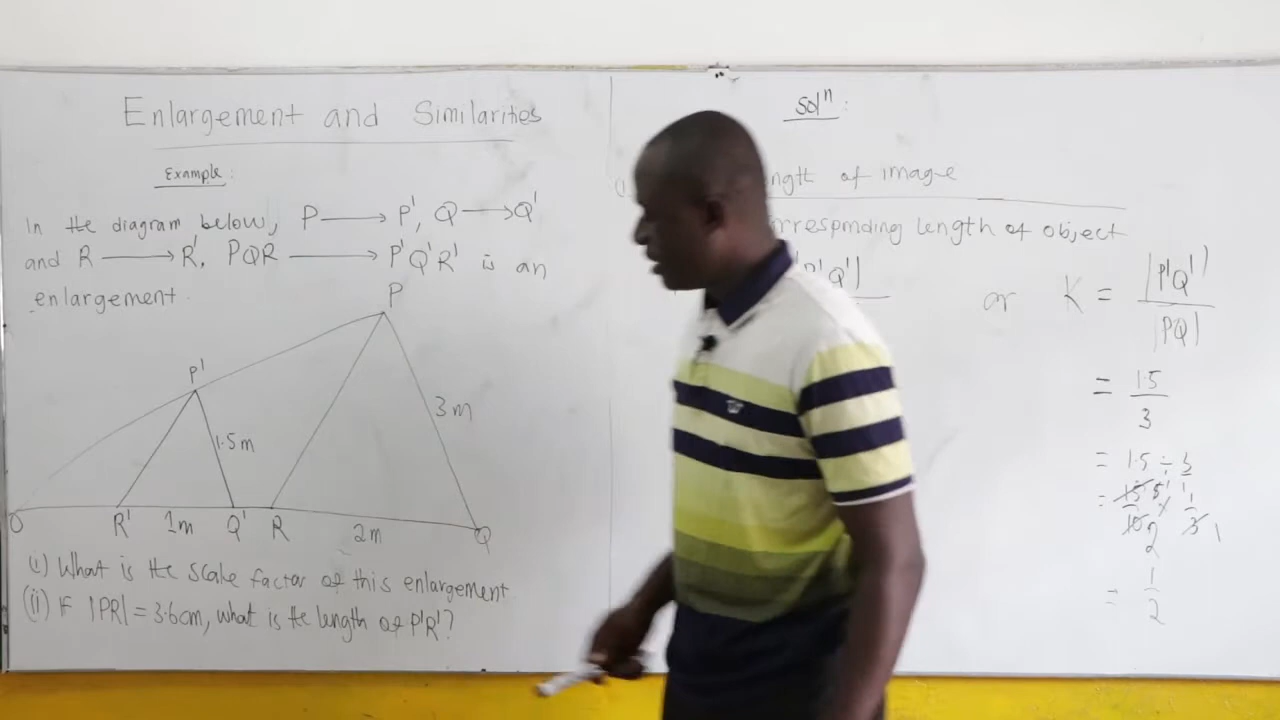 Enlargement and Similarities
Example:
In the diagram below, P → P', Q → Q'
and R → R', PQR → P'Q'R' is an
enlargement.
P
P'
3m
1.5m
O R' 1m Q' R 2m Q
(i) What is the scale factor of this enlargement
(ii) If |PR| = 3.6cm, what is the length of P'R'?
Solⁿ:
of image
length of object
|P'Q'| or K = |P'Q'|
|PQ|
= 1.5
3
= 1.5 ÷ 3
= 1
2